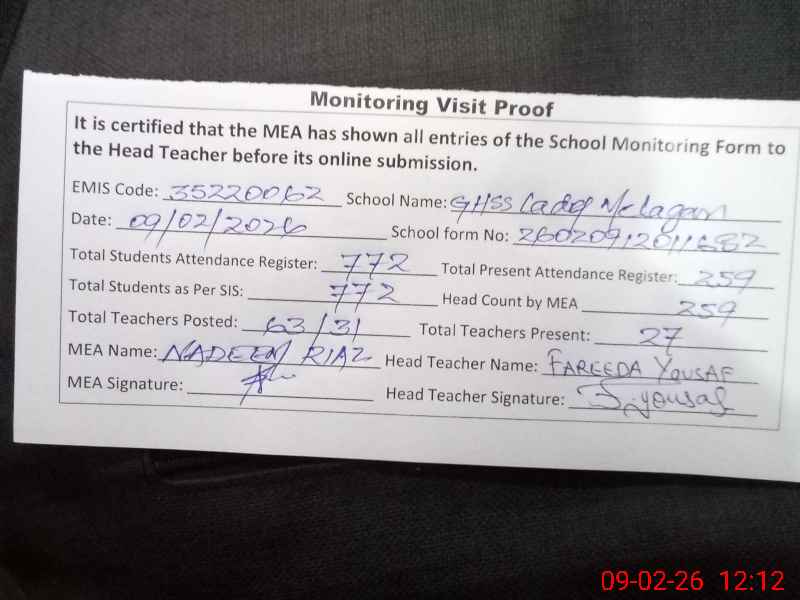 Monitoring Visit Proof
It is certified that the MEA has shown all entries of the School Monitoring Form to
the Head Teacher before its online submission.
EMIS Code: 35220062 School Name: GHSS Lady Mclagan
Date: 09/02/2026 School form No:
Total Students Attendance Register: 772 Total Present Attendance Register: 259
Total Students as Per SIS: 772 Head Count by MEA 259
Total Teachers Posted: 63/31 Total Teachers Present: 27
MEA Name: NADEEM RIAZ Head Teacher Name: FAREEDA YOUSAF
MEA Signature: Head Teacher Signature: F.yousaf
09-02-26 12:12